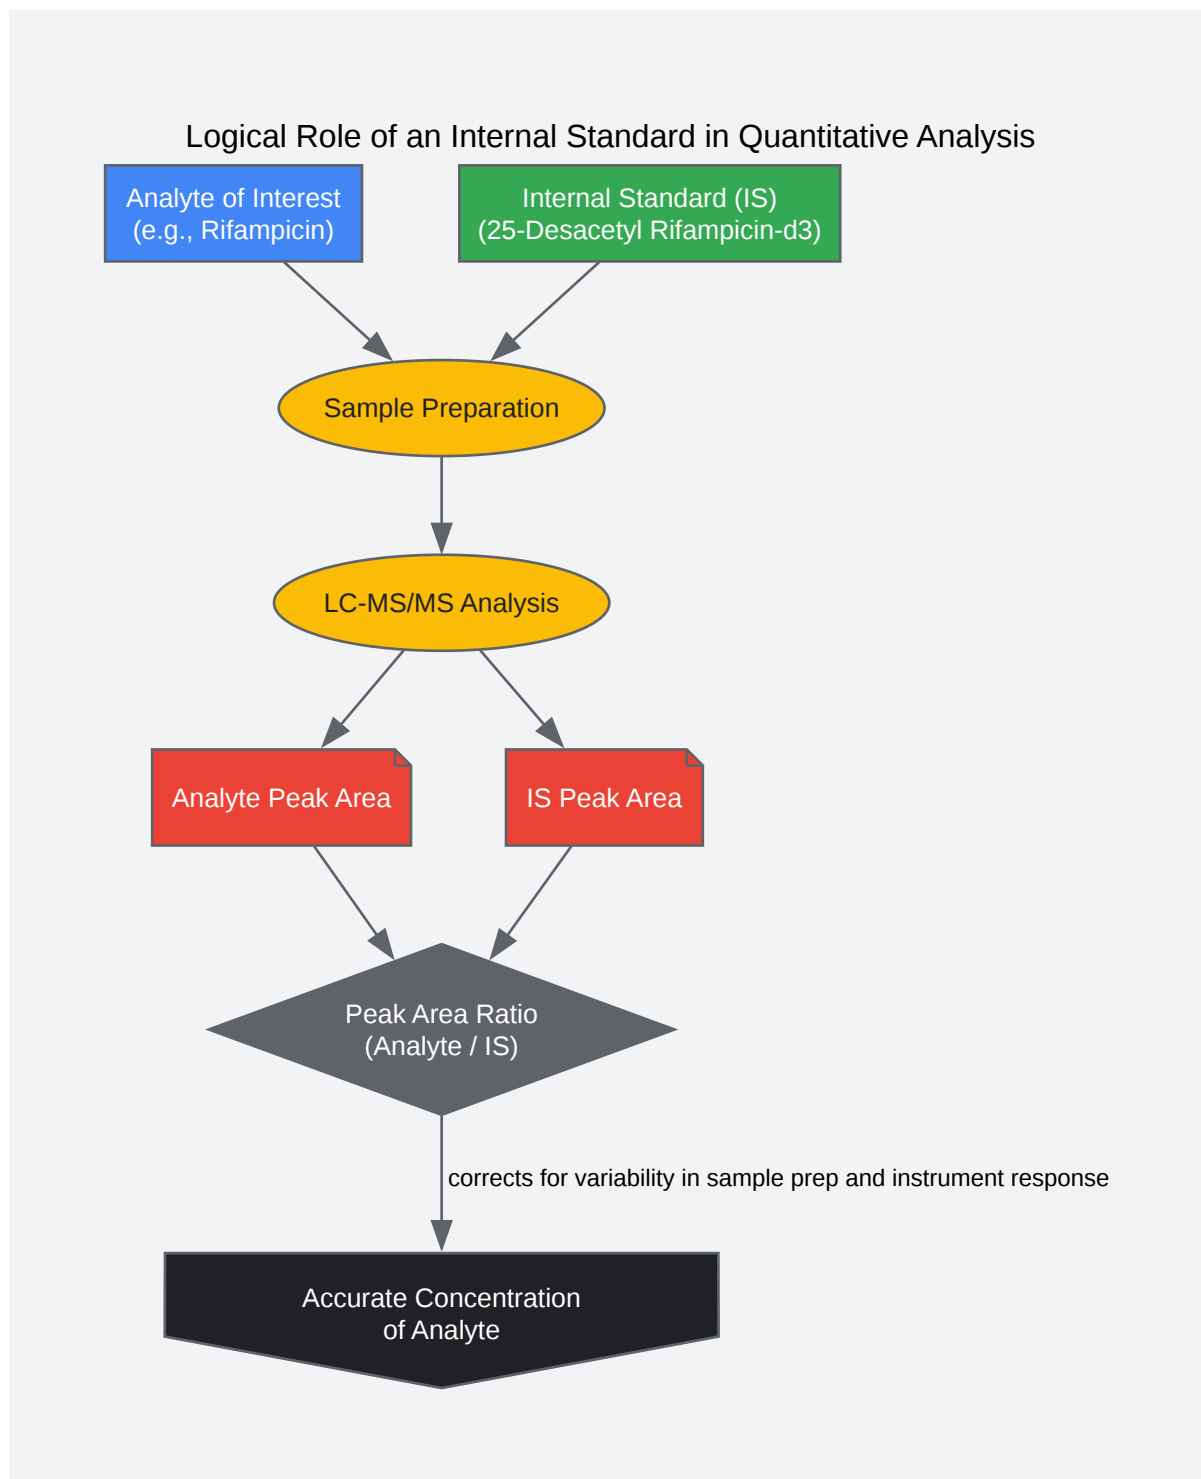 Logical Role of an Internal Standard in Quantitative Analysis
Analyte of Interest
(e.g., Rifampicin)
Internal Standard (IS)
(25-Desacetyl Rifampicin-d3)
Sample Preparation
LC-MS/MS Analysis
Analyte Peak Area
IS Peak Area
Peak Area Ratio
(Analyte / IS)
corrects for variability in sample prep and instrument response
Accurate Concentration
of Analyte